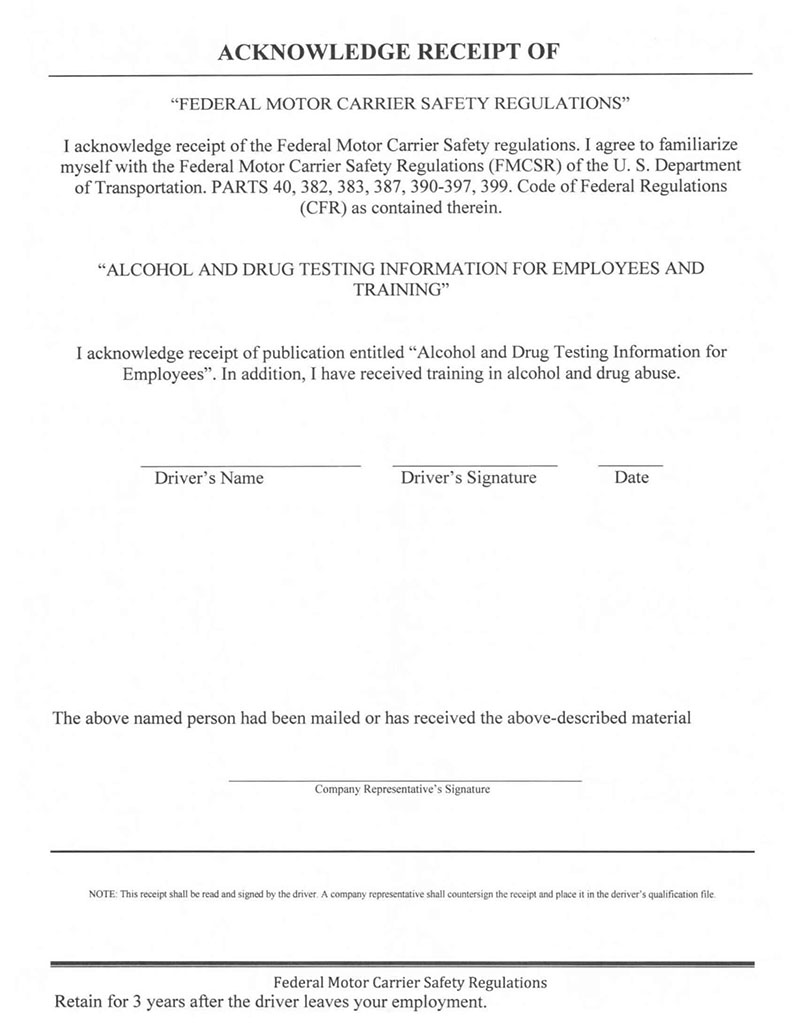 ACKNOWLEDGE RECEIPT OF
“FEDERAL MOTOR CARRIER SAFETY REGULATIONS”
I acknowledge receipt of the Federal Motor Carrier Safety regulations. I agree to familiarize
myself with the Federal Motor Carrier Safety Regulations (FMCSR) of the U. S. Department
of Transportation. PARTS 40, 382, 383, 387, 390-397, 399. Code of Federal Regulations
(CFR) as contained therein.
“ALCOHOL AND DRUG TESTING INFORMATION FOR EMPLOYEES AND
TRAINING”
I acknowledge receipt of publication entitled “Alcohol and Drug Testing Information for
Employees”. In addition, I have received training in alcohol and drug abuse.
Driver’s Name Driver’s Signature Date
The above named person had been mailed or has received the above-described material
Company Representative’s Signature
NOTE: This receipt shall be read and signed by the driver. A company representative shall countersign the receipt and place it in the deriver’s qualification file.
Federal Motor Carrier Safety Regulations
Retain for 3 years after the driver leaves your employment.